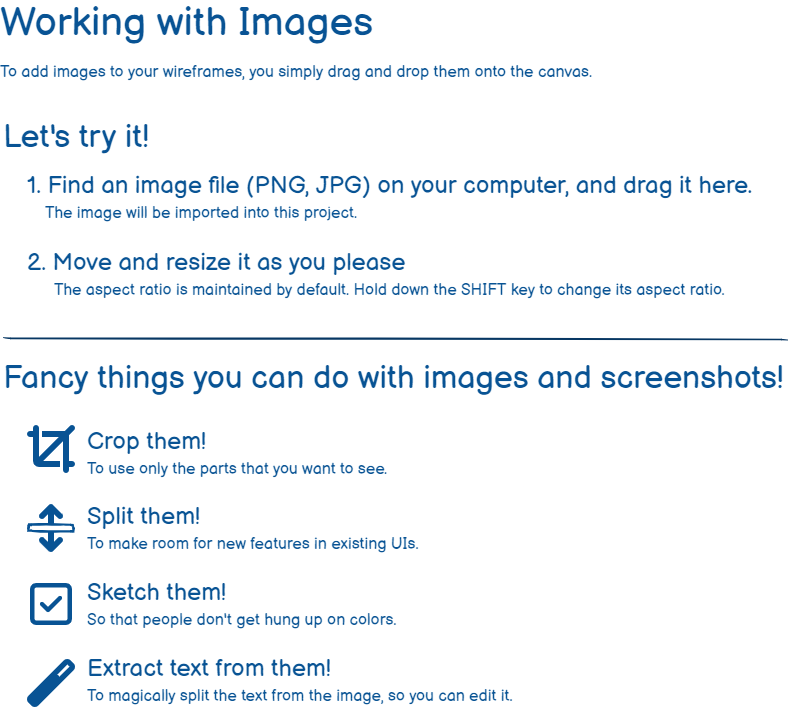 Working with Images
To add images to your wireframes, you simply drag and drop them onto the canvas.
Let's try it!
1. Find an image file (PNG, JPG) on your computer, and drag it here.
The image will be imported into this project.
2. Move and resize it as you please
The aspect ratio is maintained by default. Hold down the SHIFT key to change its aspect ratio.
Fancy things you can do with images and screenshots!
Crop them!
To use only the parts that you want to see.
Split them!
To make room for new features in existing UIs.
Sketch them!
So that people don't get hung up on colors.
Extract text from them!
To magically split the text from the image, so you can edit it.